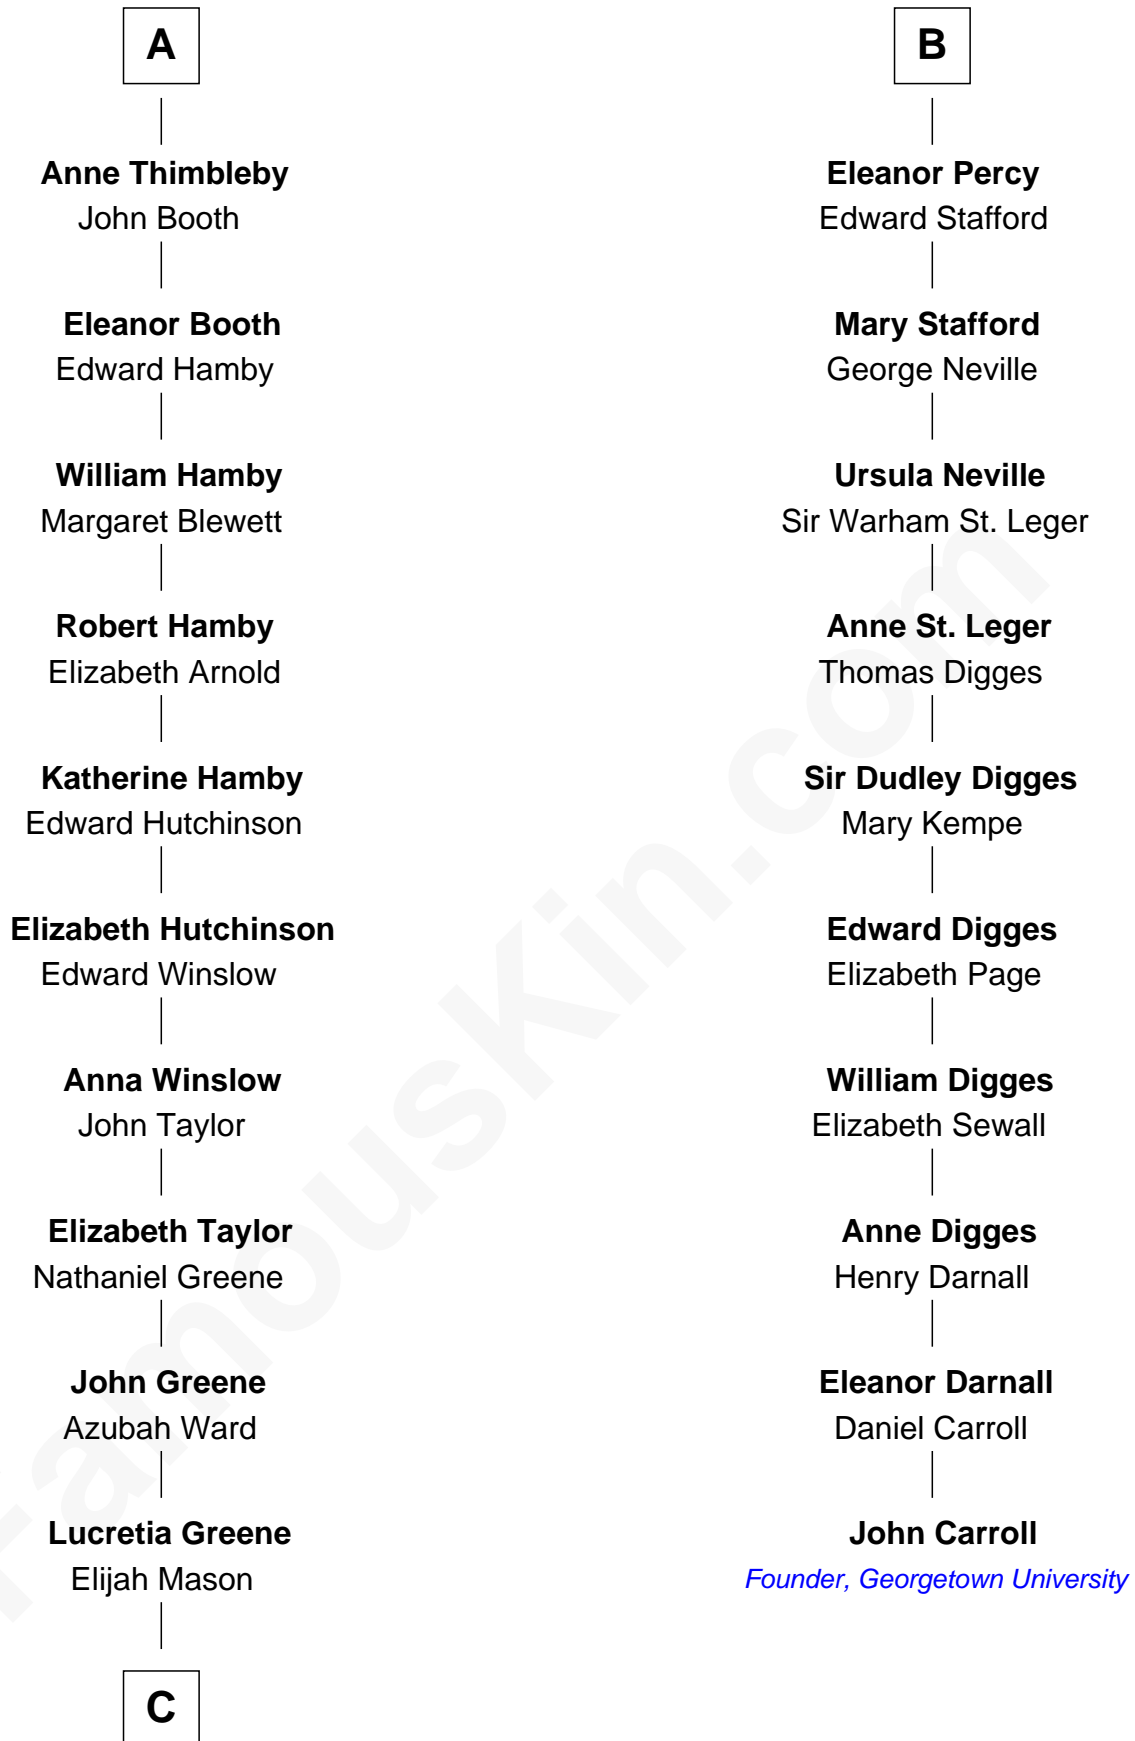 A
Anne Thimbleby
John Booth
Eleanor Booth
Edward Hamby
William Hamby
Margaret Blewett
Robert Hamby
Elizabeth Arnold
Katherine Hamby
Edward Hutchinson
Elizabeth Hutchinson
Edward Winslow
Anna Winslow
John Taylor
Elizabeth Taylor
Nathaniel Greene
John Greene
Azubah Ward
Lucretia Greene
Elijah Mason
C
B
Eleanor Percy
Edward Stafford
Mary Stafford
George Neville
Ursula Neville
Sir Warham St. Leger
Anne St. Leger
Thomas Digges
Sir Dudley Digges
Mary Kempe
Edward Digges
Elizabeth Page
William Digges
Elizabeth Sewall
Anne Digges
Henry Darnall
Eleanor Darnall
Daniel Carroll
John Carroll
Founder, Georgetown University
FamousKin.com